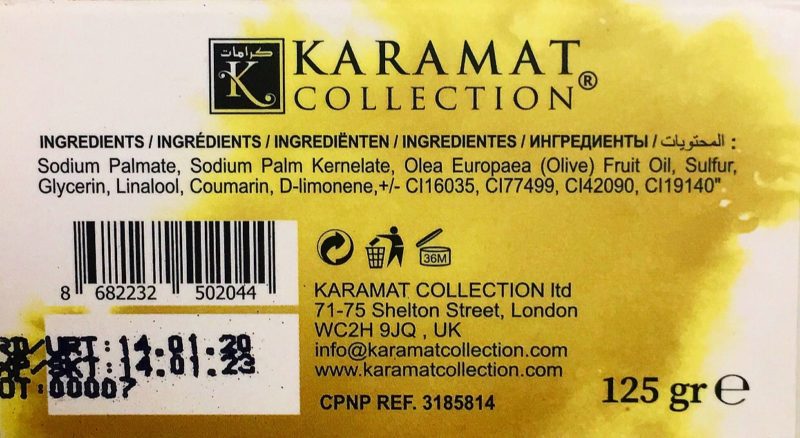 كرامات
K
KARAMAT
COLLECTION®
INGREDIENTS / INGRÉDIENTS / INGREDIËNTEN / INGREDIENTES / ИНГРЕДИЕНТЫ / المحتويات :
Sodium Palmate, Sodium Palm Kernelate, Olea Europaea (Olive) Fruit Oil, Sulfur,
Glycerin, Linalool, Coumarin, D-limonene,+/- CI16035, CI77499, CI42090, CI19140"
8 682232 502044
36M
KARAMAT COLLECTION ltd
71-75 Shelton Street, London
WC2H 9JQ , UK
info@karamatcollection.com
www.karamatcollection.com
CPNP REF. 3185814
125 gr ℮
/URT:14.01.20
/SKT:14.01.23
OT:00007